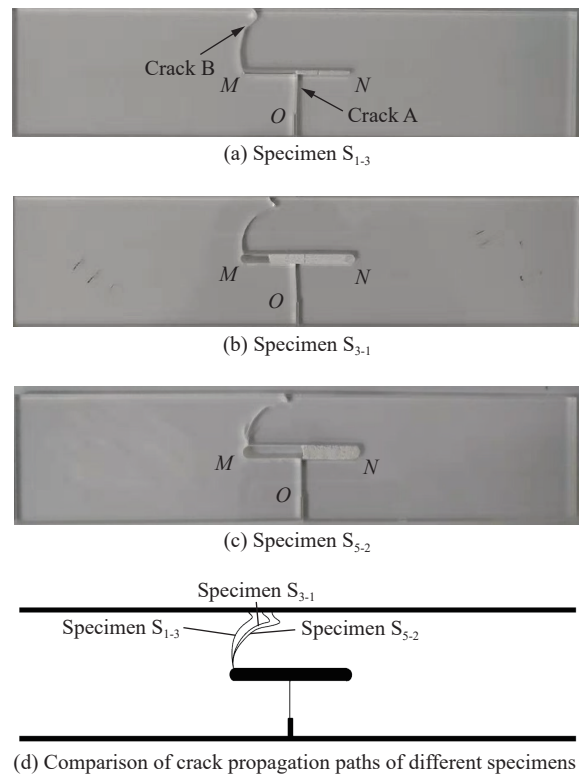 Crack B
M
N
O
Crack A
(a) Specimen S1-3
M
N
O
(b) Specimen S3-1
M
N
O
(c) Specimen S5-2
Specimen S3-1
Specimen S1-3
Specimen S5-2
(d) Comparison of crack propagation paths of different specimens